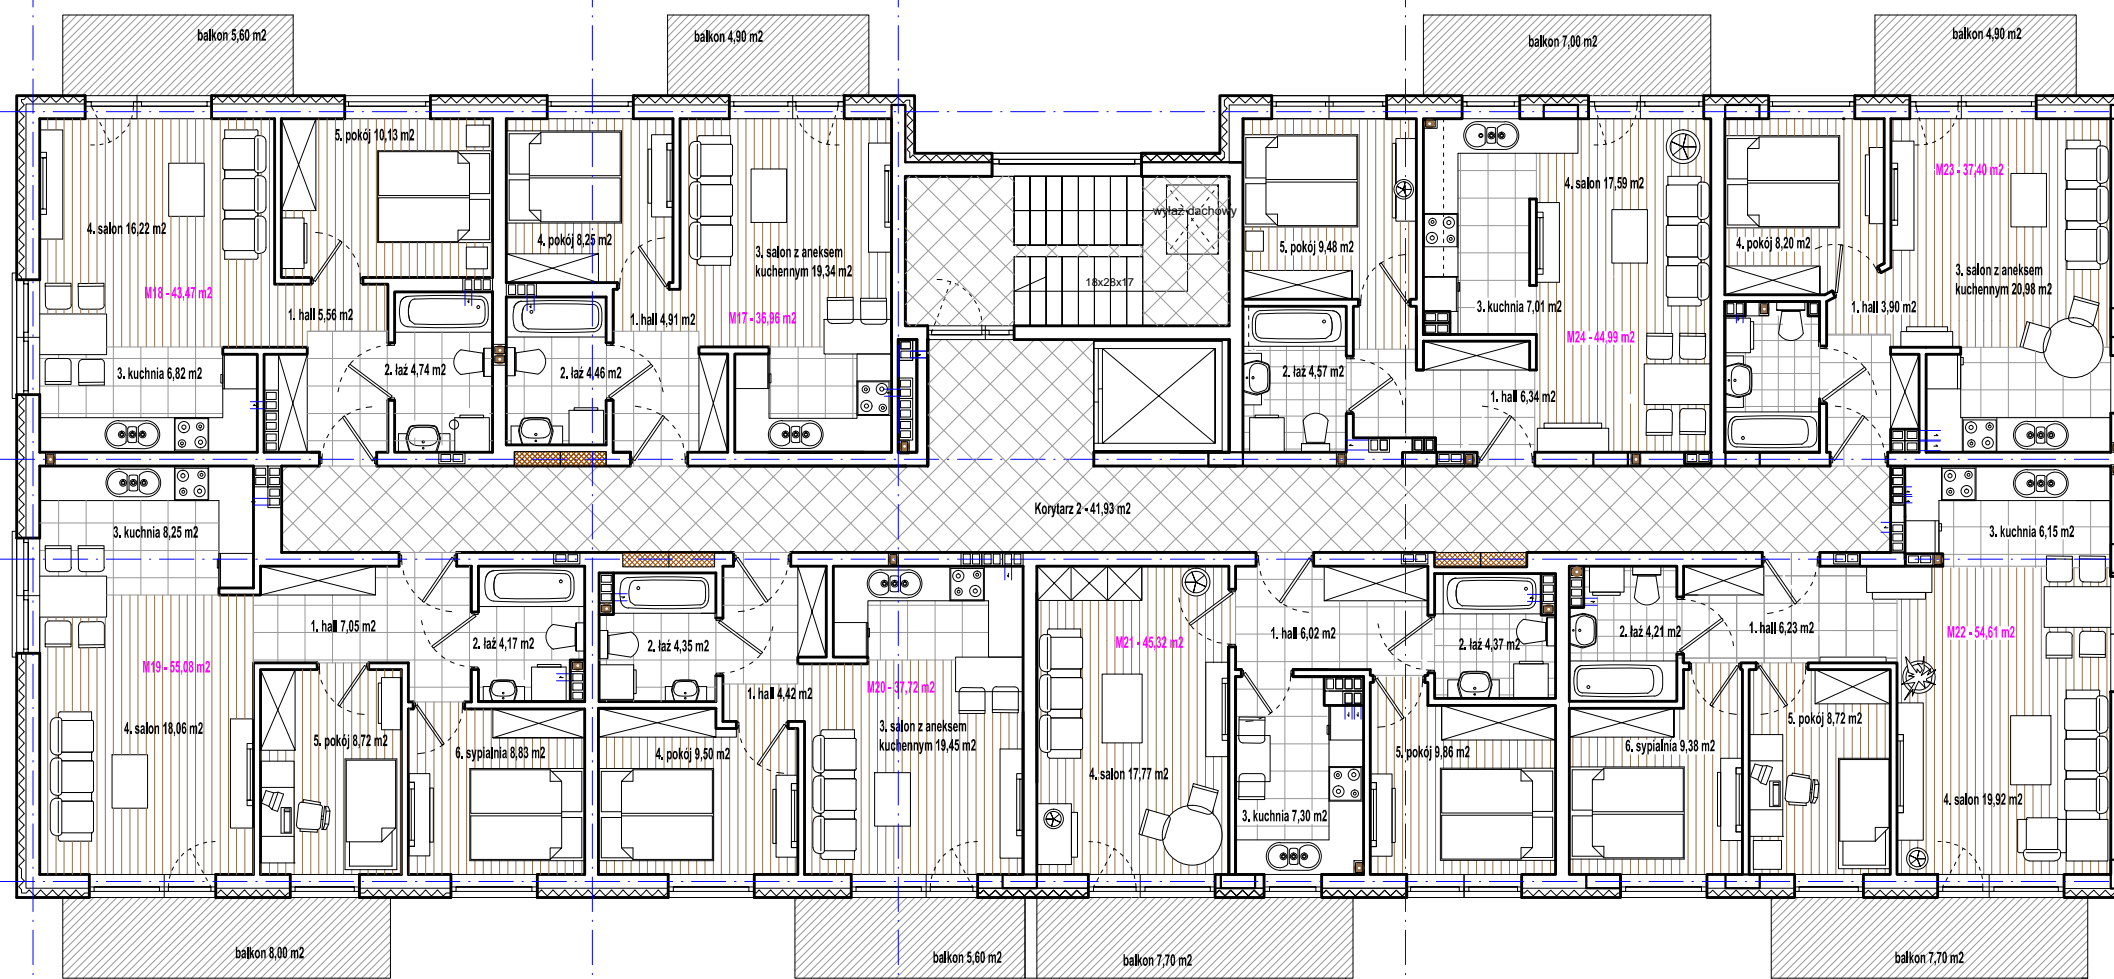 balkon 5,60 m2
balkon 4,90 m2
balkon 7,00 m2
balkon 4,90 m2
5. pokój 10,13 m2
4. salon 16,22 m2
M18 - 43,47 m2
1. hall 5,56 m2
3. kuchnia 6,82 m2
2. łaź 4,74 m2
4. pokój 8,25 m2
3. salon z aneksem
kuchennym 19,34 m2
1. hall 4,91 m2
M17 - 36,96 m2
2. łaź 4,46 m2
wyłaz dachowy
18x28x17
5. pokój 9,48 m2
4. salon 17,59 m2
3. kuchnia 7,01 m2
M24 - 44,99 m2
2. łaź 4,57 m2
1. hall 6,34 m2
M23 - 37,40 m2
4. pokój 8,20 m2
3. salon z aneksem
kuchennym 20,98 m2
1. hall 3,90 m2
Korytarz 2 - 41,93 m2
3. kuchnia 8,25 m2
1. hall 7,05 m2
2. łaź 4,17 m2
M19 - 55,08 m2
4. salon 18,06 m2
5. pokój 8,72 m2
6. sypialnia 8,83 m2
2. łaź 4,35 m2
1. hall 4,42 m2
M20 - 37,72 m2
3. salon z aneksem
kuchennym 19,45 m2
4. pokój 9,50 m2
M21 - 45,32 m2
1. hall 6,02 m2
2. łaź 4,37 m2
4. salon 17,77 m2
3. kuchnia 7,30 m2
5. pokój 9,86 m2
3. kuchnia 6,15 m2
2. łaź 4,21 m2
1. hall 6,23 m2
M22 - 54,61 m2
5. pokój 8,72 m2
6. sypialnia 9,38 m2
4. salon 19,92 m2
balkon 8,00 m2
balkon 5,60 m2
balkon 7,70 m2
balkon 7,70 m2